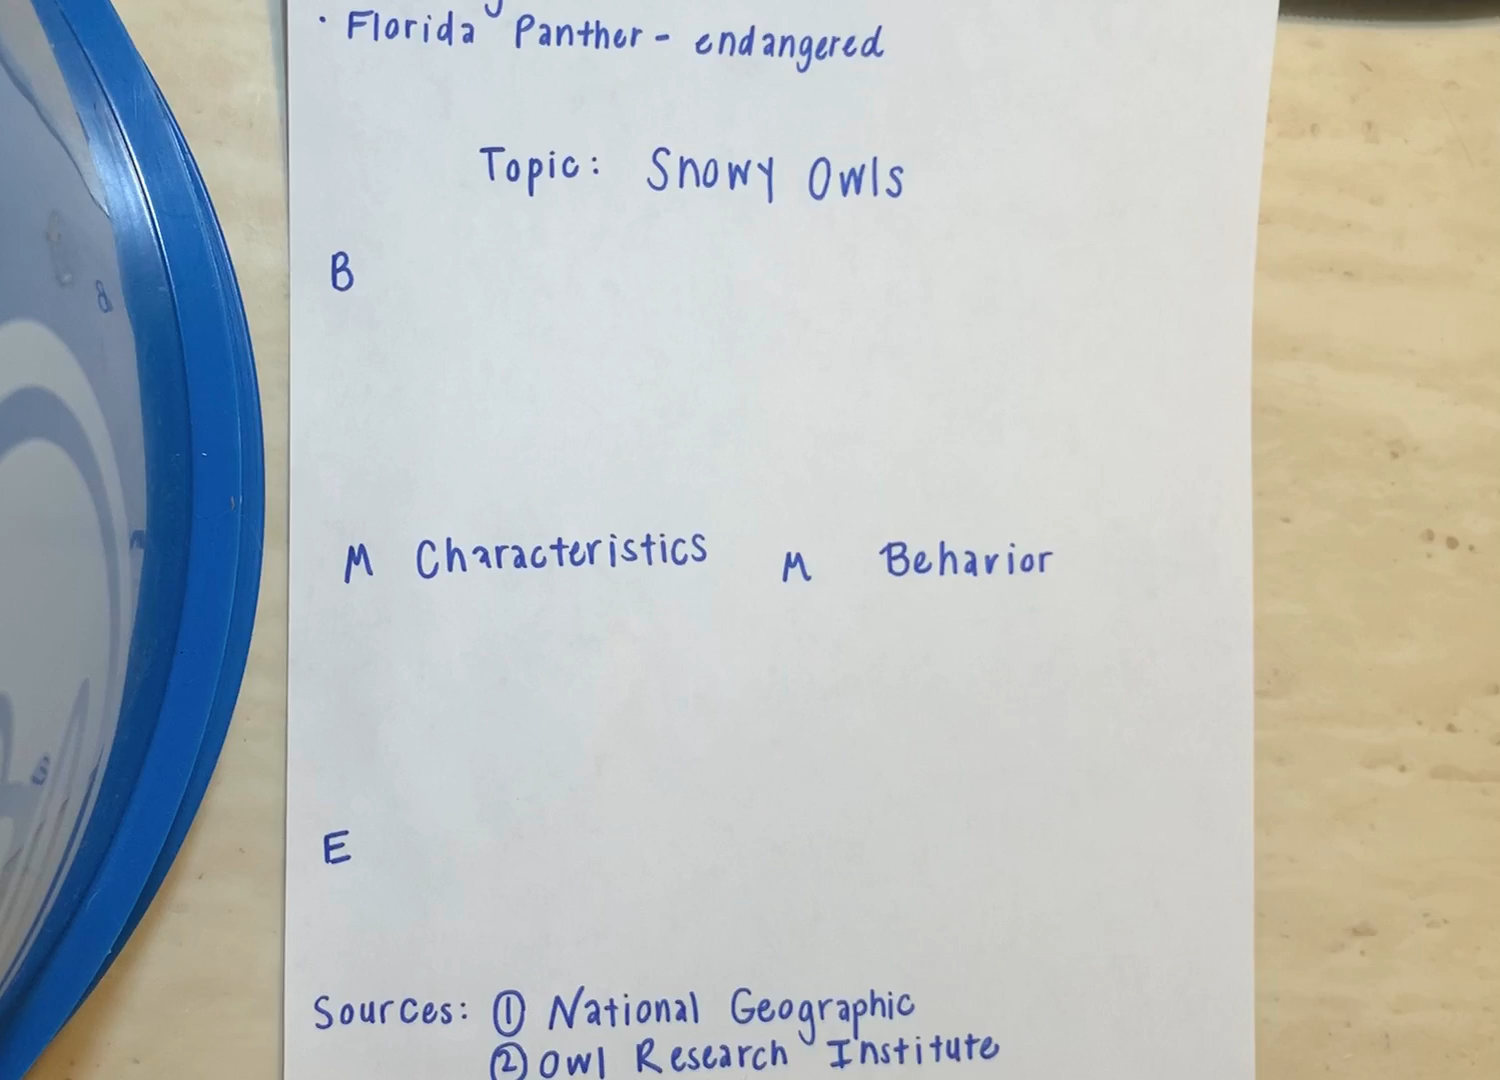 · Florida Panther - endangered
Topic: Snowy Owls
B
M Characteristics M Behavior
E
Sources: ① National Geographic
② Owl Research Institute